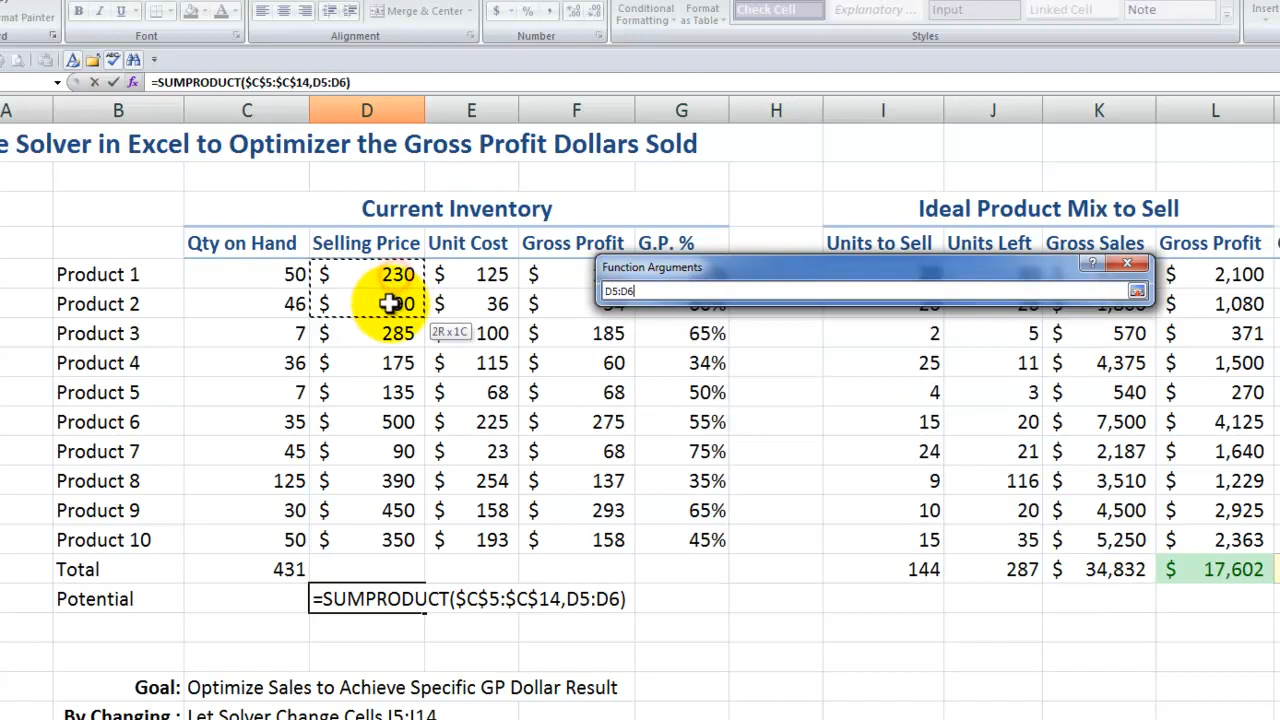 ormat Painter
Merge & Center
$ % ,
Conditional Formatting
Format as Table
Check Cell Explanatory ... Input Linked Cell Note
Insert
Font Alignment Number Styles
=SUMPRODUCT($C$5:$C$14,D5:D6)
A B C D E F G H I J K L
e Solver in Excel to Optimizer the Gross Profit Dollars Sold
Current Inventory Ideal Product Mix to Sell
Qty on Hand Selling Price Unit Cost Gross Profit G.P. % Units to Sell Units Left Gross Sales Gross Profit
Function Arguments
D5:D6
Product 1 50 $ 230 $ 125 $ $ 2,100
Product 2 46 $ $ 36 $ $ 1,080
2R x 1C
Product 3 7 $ 285 100 $ 185 65% 2 5 $ 570 $ 371
Product 4 36 $ 175 $ 115 $ 60 34% 25 11 $ 4,375 $ 1,500
Product 5 7 $ 135 $ 68 $ 68 50% 4 3 $ 540 $ 270
Product 6 35 $ 500 $ 225 $ 275 55% 15 20 $ 7,500 $ 4,125
Product 7 45 $ 90 $ 23 $ 68 75% 24 21 $ 2,187 $ 1,640
Product 8 125 $ 390 $ 254 $ 137 35% 9 116 $ 3,510 $ 1,229
Product 9 30 $ 450 $ 158 $ 293 65% 10 20 $ 4,500 $ 2,925
Product 10 50 $ 350 $ 193 $ 158 45% 15 35 $ 5,250 $ 2,363
Total 431 144 287 $ 34,832 $ 17,602
Potential =SUMPRODUCT($C$5:$C$14,D5:D6)
Goal: Optimize Sales to Achieve Specific GP Dollar Result
By Changing : Let Solver Change Cells I5:I14